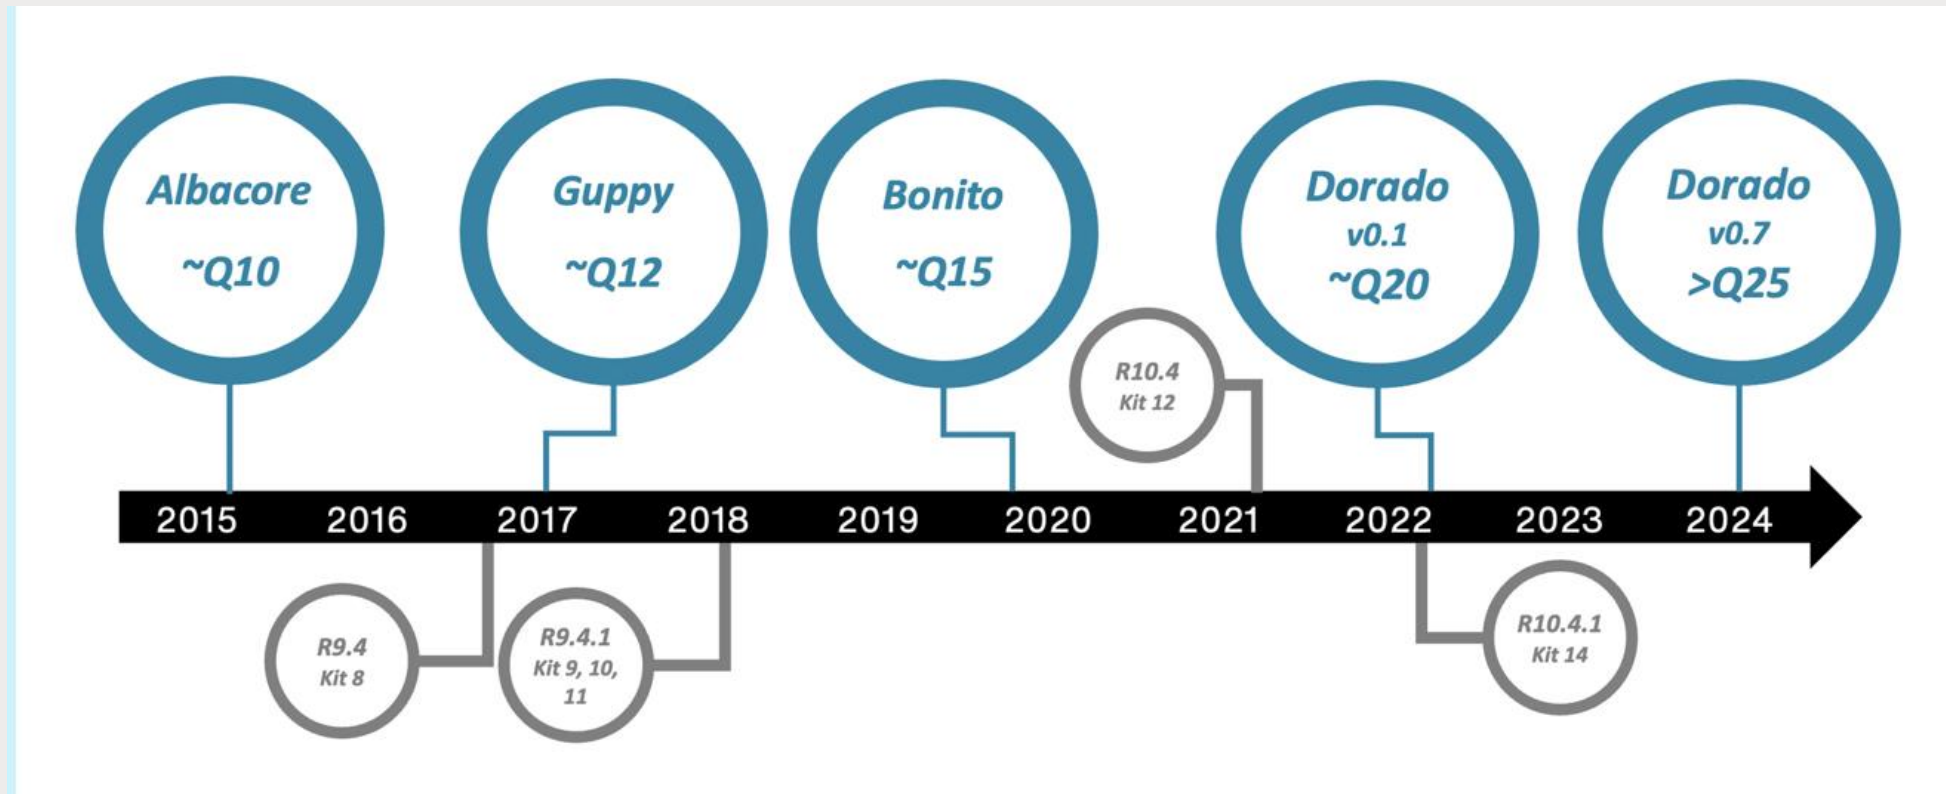 Albacore
~Q10
Guppy
~Q12
Bonito
~Q15
Dorado
v0.1
~Q20
Dorado
v0.7
>Q25
R10.4
Kit 12
2015 2016 2017 2018 2019 2020 2021 2022 2023 2024
R9.4
Kit 8
R9.4.1
Kit 9, 10,
11
R10.4.1
Kit 14